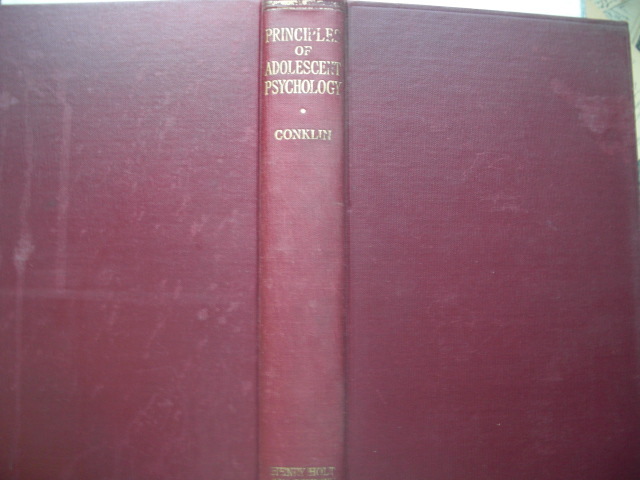 PRINCIPLES
OF
ADOLESCENT
PSYCHOLOGY
CONKLIN
HENRY HOLT